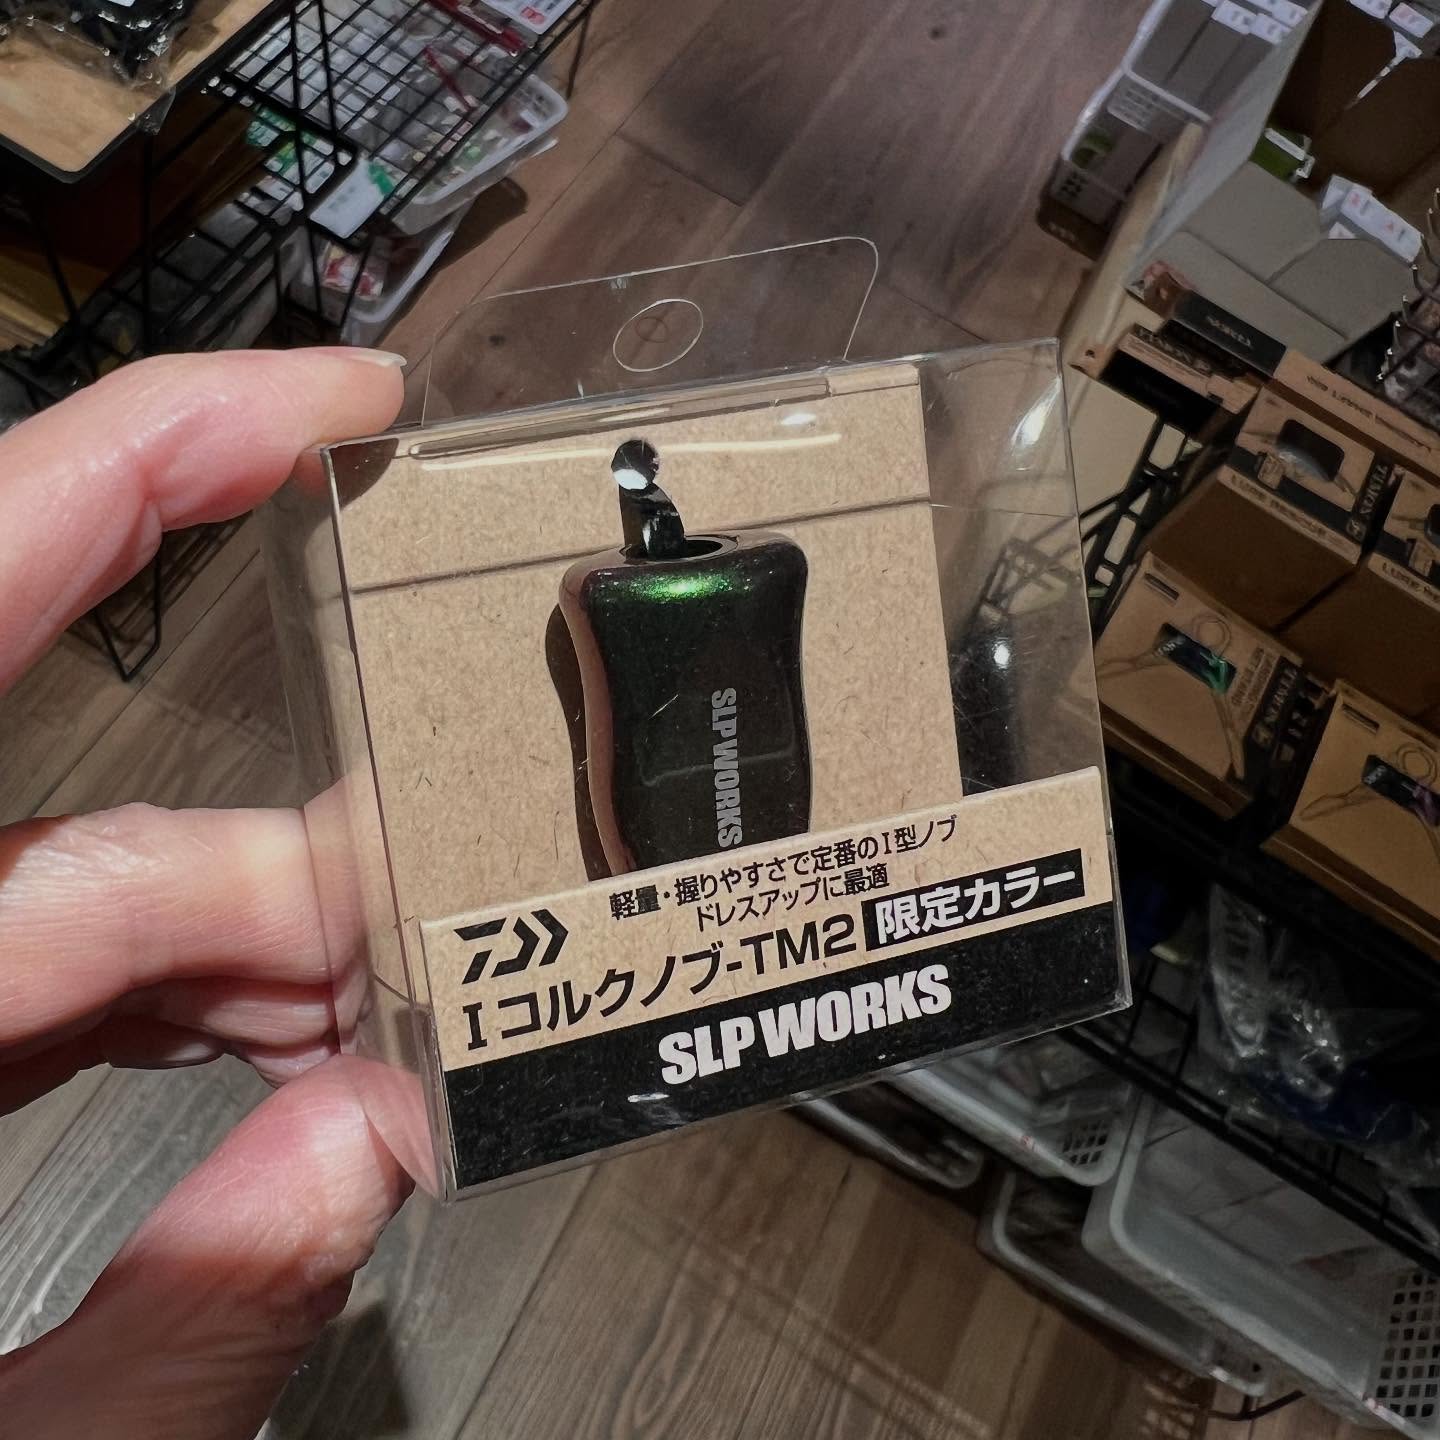 SLP WORKS
軽量・握りやすさで定番のI型ノブ
ドレスアップに最適
Iコルクノブ-TM2 限定カラー
SLP WORKS